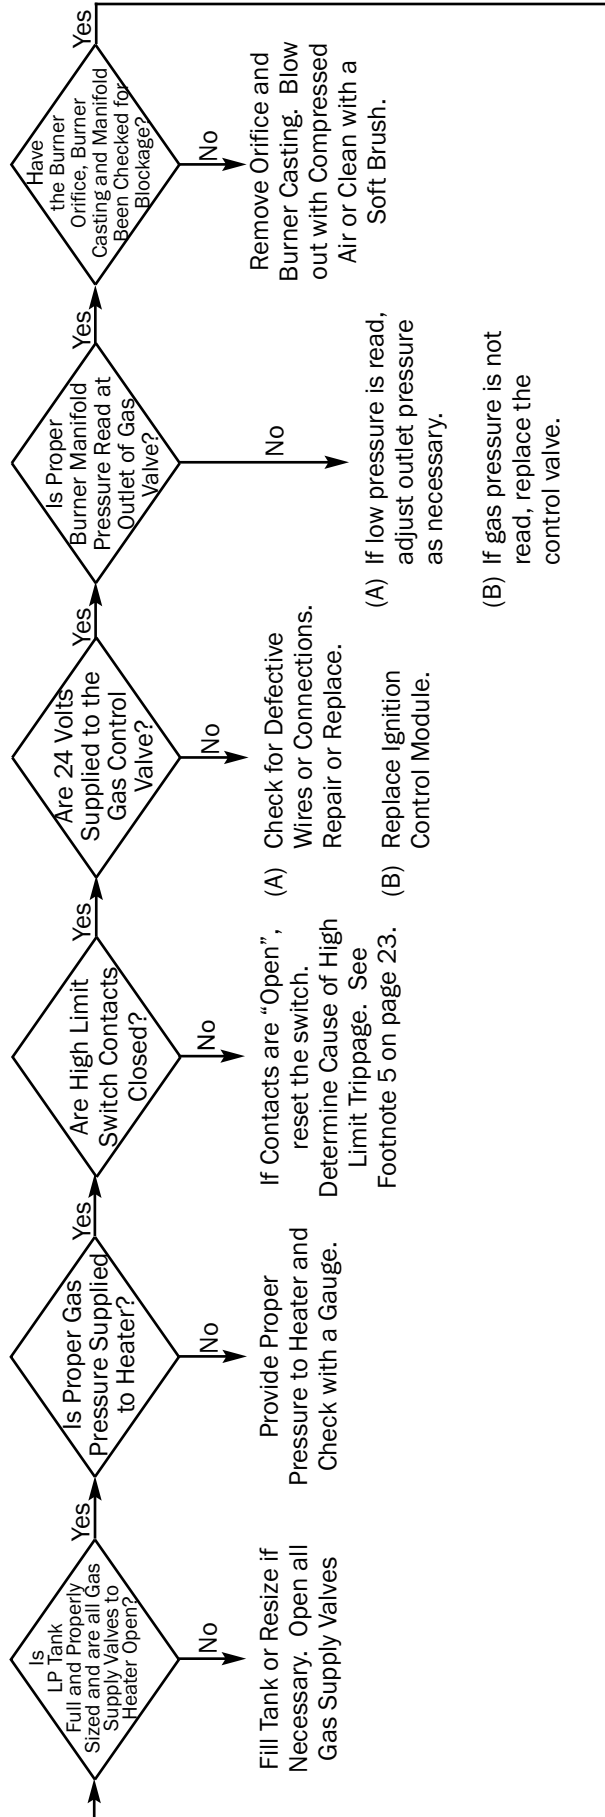 Is
LP Tank
Full and Properly
Sized and are all Gas
Supply Valves to
Heater Open?
Yes
No
Fill Tank or Resize if
Necessary.  Open all
Gas Supply Valves
Is Proper Gas
Pressure Supplied
to Heater?
Yes
No
Provide Proper
Pressure to Heater and
Check with a Gauge.
Are High Limit
Switch Contacts
Closed?
Yes
No
If Contacts are “Open”,
reset the switch.
Determine Cause of High
Limit Trippage.  See
Footnote 5 on page 23.
Are 24 Volts
Supplied to the
Gas Control
Valve?
Yes
No
(A) Check for Defective
Wires or Connections.
Repair or Replace.
(B) Replace Ignition
Control Module.
Is Proper
Burner Manifold
Pressure Read at
Outlet of Gas
Valve?
Yes
No
(A) If low pressure is read,
adjust outlet pressure
as necessary.
(B) If gas pressure is not
read, replace the
control valve.
Have
the Burner
Orifice, Burner
Casting and Manifold
Been Checked for
Blockage?
Yes
No
Remove Orifice and
Burner Casting.  Blow
out with Compressed
Air or Clean with a
Soft Brush.